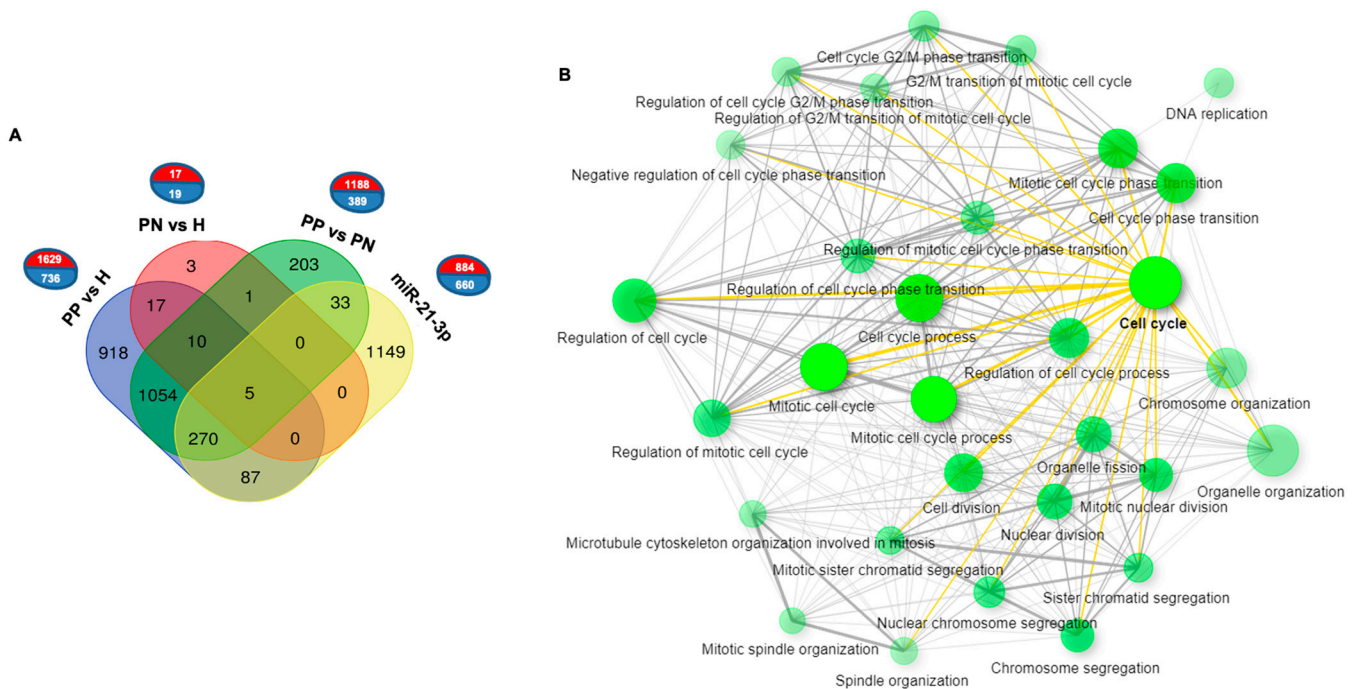 A
17
19
PN vs H
1188
389
PP vs PN
1629
736
PP vs H
884
660
miR-21-3p
3
203
17
1
33
918
10
0
1149
1054
5
0
270
0
87
B
Cell cycle G2/M phase transition
G2/M transition of mitotic cell cycle
Regulation of cell cycle G2/M phase transition
Regulation of G2/M transition of mitotic cell cycle
DNA replication
Negative regulation of cell cycle phase transition
Mitotic cell cycle phase transition
Cell cycle phase transition
Regulation of mitotic cell cycle phase transition
Regulation of cell cycle phase transition
Cell cycle
Regulation of cell cycle
Cell cycle process
Regulation of cell cycle process
Mitotic cell cycle
Chromosome organization
Mitotic cell cycle process
Regulation of mitotic cell cycle
Organelle fission
Organelle organization
Cell division
Mitotic nuclear division
Nuclear division
Microtubule cytoskeleton organization involved in mitosis
Mitotic sister chromatid segregation
Sister chromatid segregation
Nuclear chromosome segregation
Mitotic spindle organization
Chromosome segregation
Spindle organization